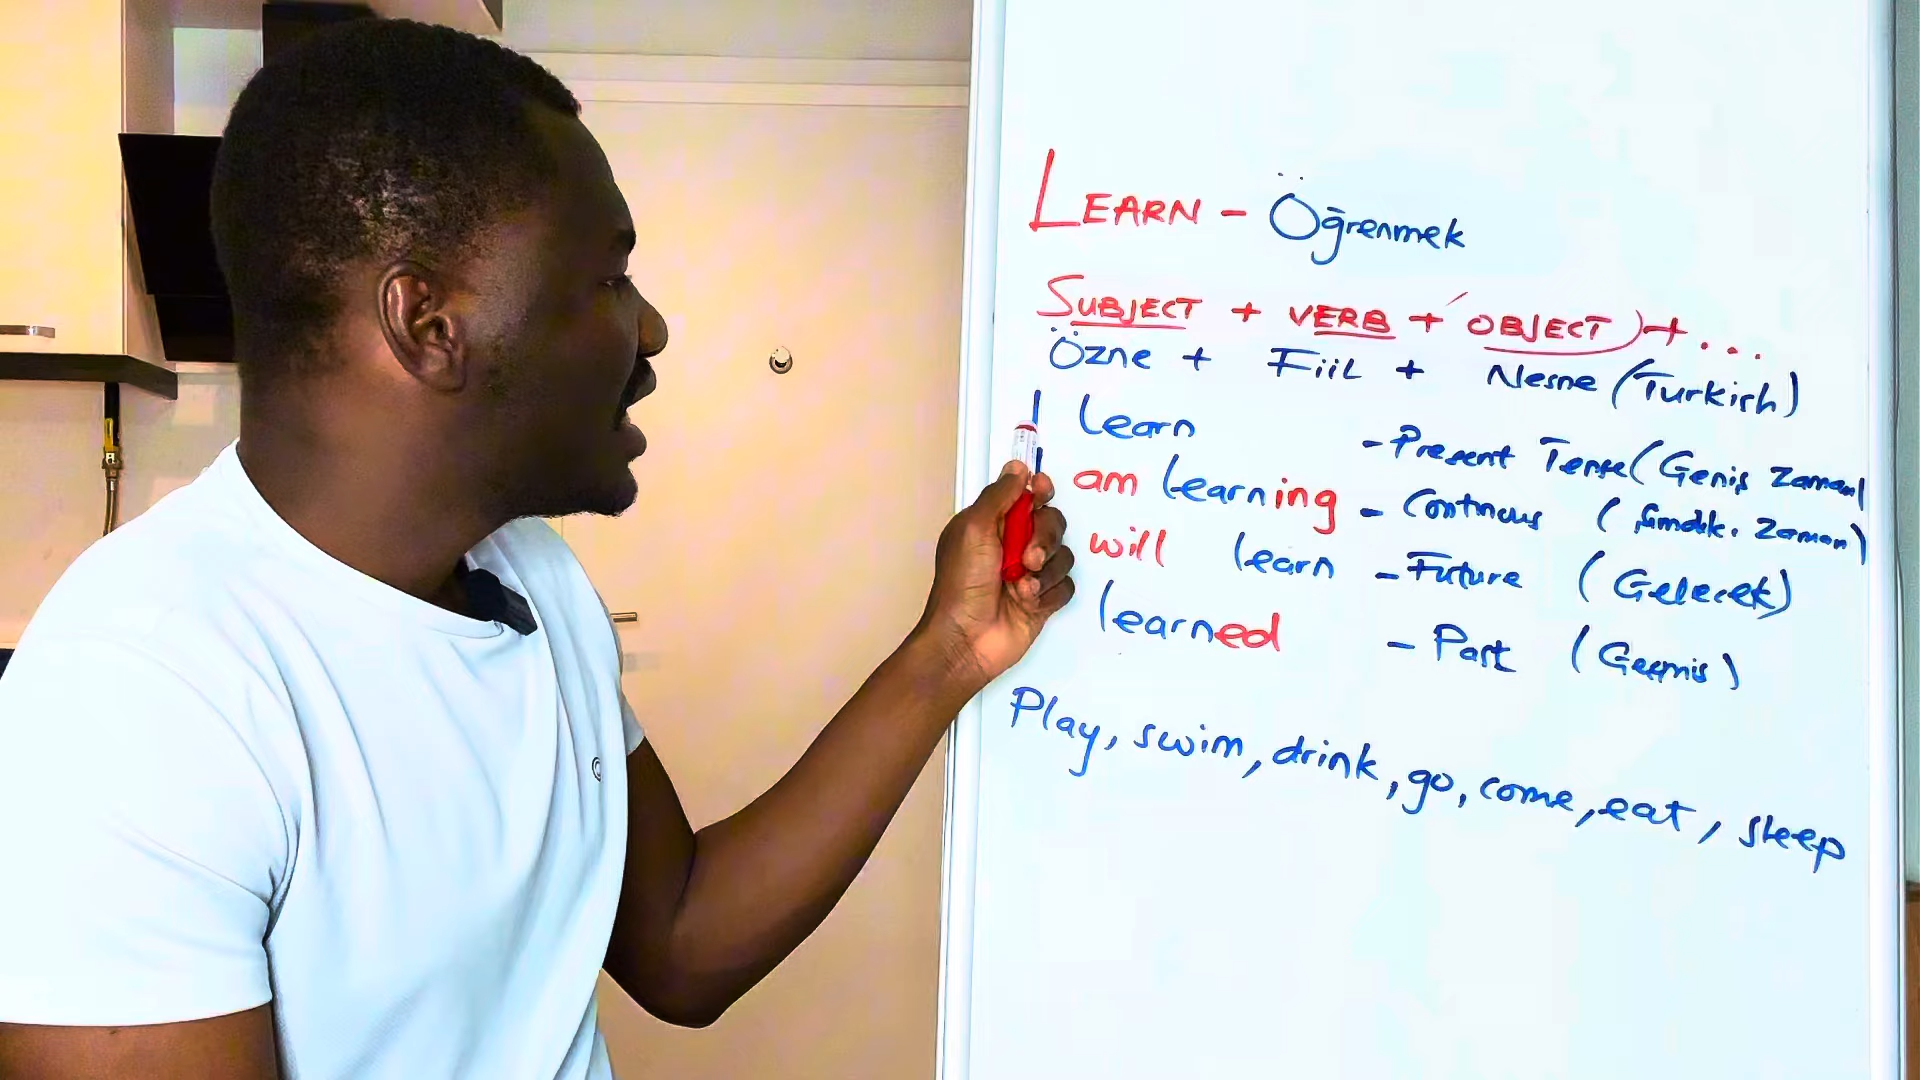 LEARN - Öğrenmek
SUBJECT + VERB + (OBJECT) + ...
Özne + Fiil + Nesne (Turkish)
I Learn - Present Tense (Geniş Zaman)
I am learning - Continous (Şimdik. Zaman)
will learn - Future (Gelecek)
learned - Past (Geçmiş)
Play, swim, drink, go, come, eat, sleep